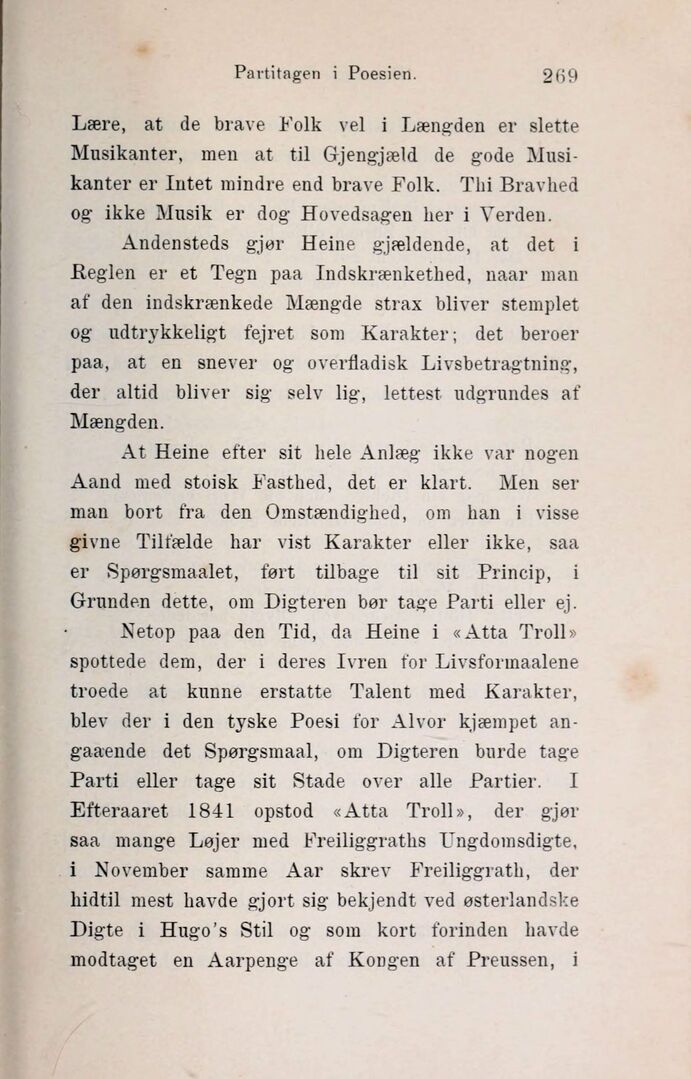 Partitagen i Poesien. 269
Lære, at de brave Folk vel i Længden er slette
Musikanter, men at til Gjengjæld de gode Musi-
kanter er Intet mindre end brave Folk. Thi Bravhed
og ikke Musik er dog Hovedsagen her i Verden.
Andensteds gjør Heine gjældende, at det i
Reglen er et Tegn paa Indskrænkethed, naar man
af den indskrænkede Mængde strax bliver stemplet
og udtrykkeligt fejret som Karakter; det beroer
paa, at en snever og overfladisk Livsbetragtning,
der altid bliver sig selv lig, lettest udgrundes af
Mængden.
At Heine efter sit hele Anlæg ikke var nogen
Aand med stoisk Fasthed, det er klart. Men ser
man bort fra den Omstændighed, om han i visse
givne Tilfælde har vist Karakter eller ikke, saa
er Spørgsmaalet, ført tilbage til sit Princip, i
Grunden dette, om Digteren bør tage Parti eller ej.
Netop paa den Tid, da Heine i «Atta Troll»
spottede dem, der i deres Ivren for Livsformaalene
troede at kunne erstatte Talent med Karakter,
blev der i den tyske Poesi for Alvor kjæmpet an-
gaaende det Spørgsmaal, om Digteren burde tage
Parti eller tage sit Stade over alle Partier. I
Efteraaret 1841 opstod «Atta Troll», der gjør
saa mange Løjer med Freiliggraths Ungdomsdigte,
i November samme Aar skrev Freiliggrath, der
hidtil mest havde gjort sig bekjendt ved østerlandske
Digte i Hugo's Stil og som kort forinden havde
modtaget en Aarpenge af Kongen af Preussen, i